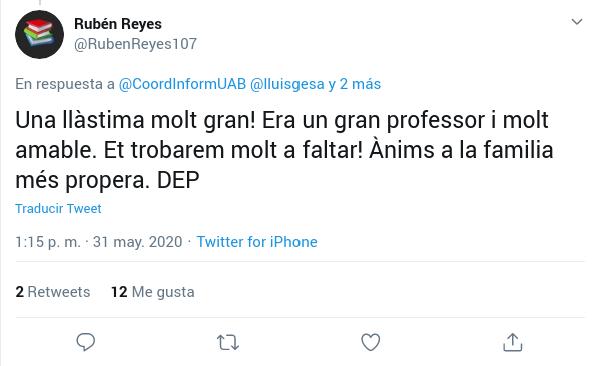 Rubén Reyes
@RubenReyes107
En respuesta a @CoordInformUAB @lluisgesa y 2 más
Una llàstima molt gran! Era un gran professor i molt
amable. Et trobarem molt a faltar! Ànims a la familia
més propera. DEP
Traducir Tweet
1:15 p. m. · 31 may. 2020 · Twitter for iPhone
2 Retweets 12 Me gusta